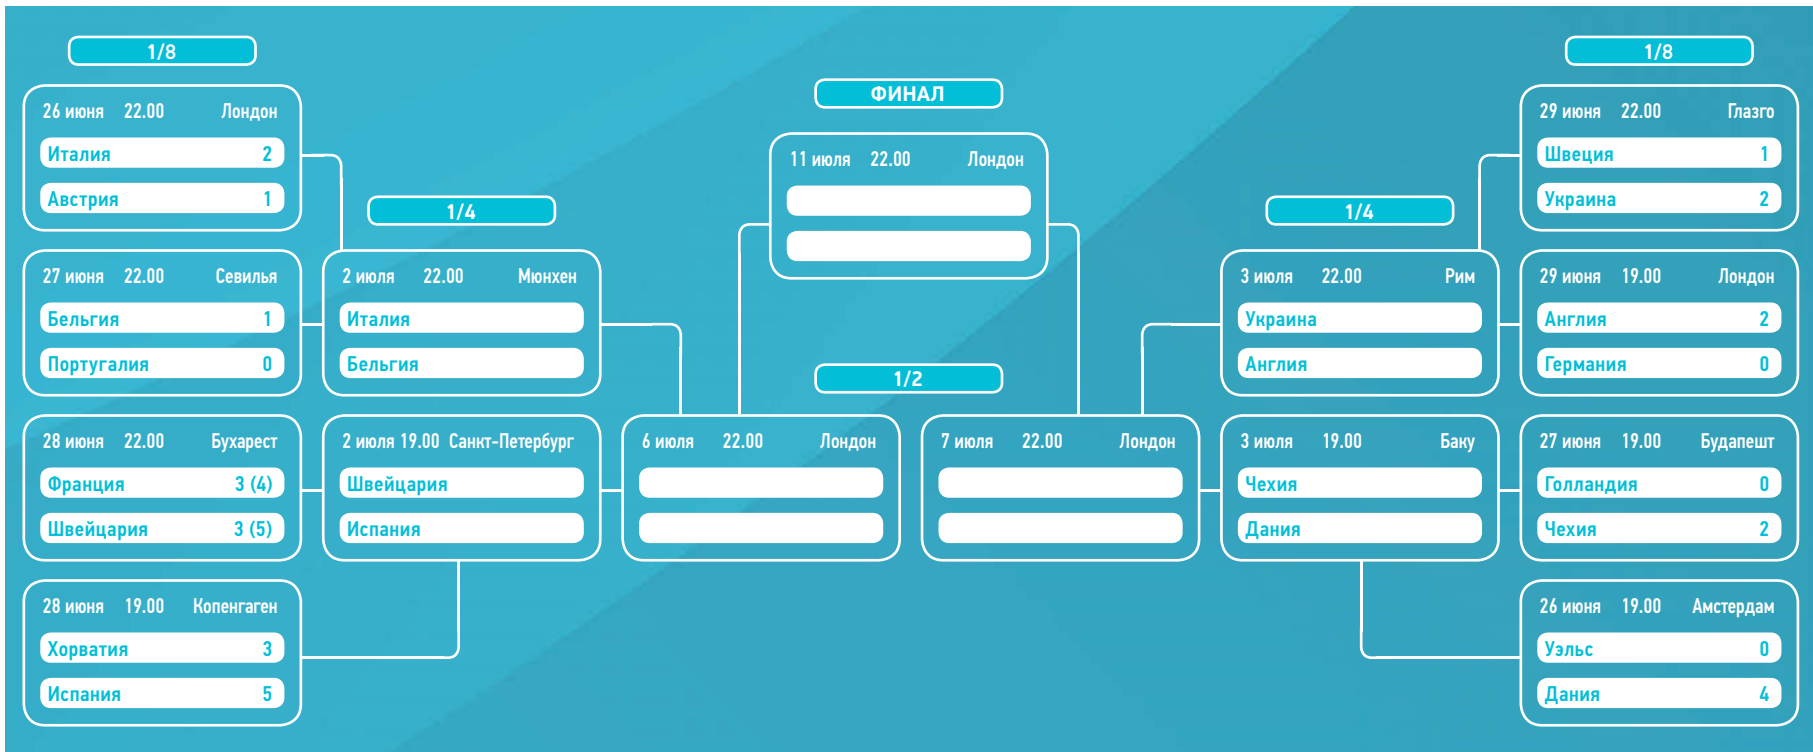 1/8
26 июня 22.00 Лондон
Италия 2
Австрия 1
27 июня 22.00 Севилья
Бельгия 1
Португалия 0
28 июня 22.00 Бухарест
Франция 3 (4)
Швейцария 3 (5)
28 июня 19.00 Копенгаген
Хорватия 3
Испания 5
1/4
2 июля 22.00 Мюнхен
Италия
Бельгия
2 июля 19.00 Санкт-Петербург
Швейцария
Испания
ФИНАЛ
11 июля 22.00 Лондон
1/2
6 июля 22.00 Лондон
7 июля 22.00 Лондон
1/4
3 июля 22.00 Рим
Украина
Англия
3 июля 19.00 Баку
Чехия
Дания
1/8
29 июня 22.00 Глазго
Швеция 1
Украина 2
29 июня 19.00 Лондон
Англия 2
Германия 0
27 июня 19.00 Будапешт
Голландия 0
Чехия 2
26 июня 19.00 Амстердам
Уэльс 0
Дания 4